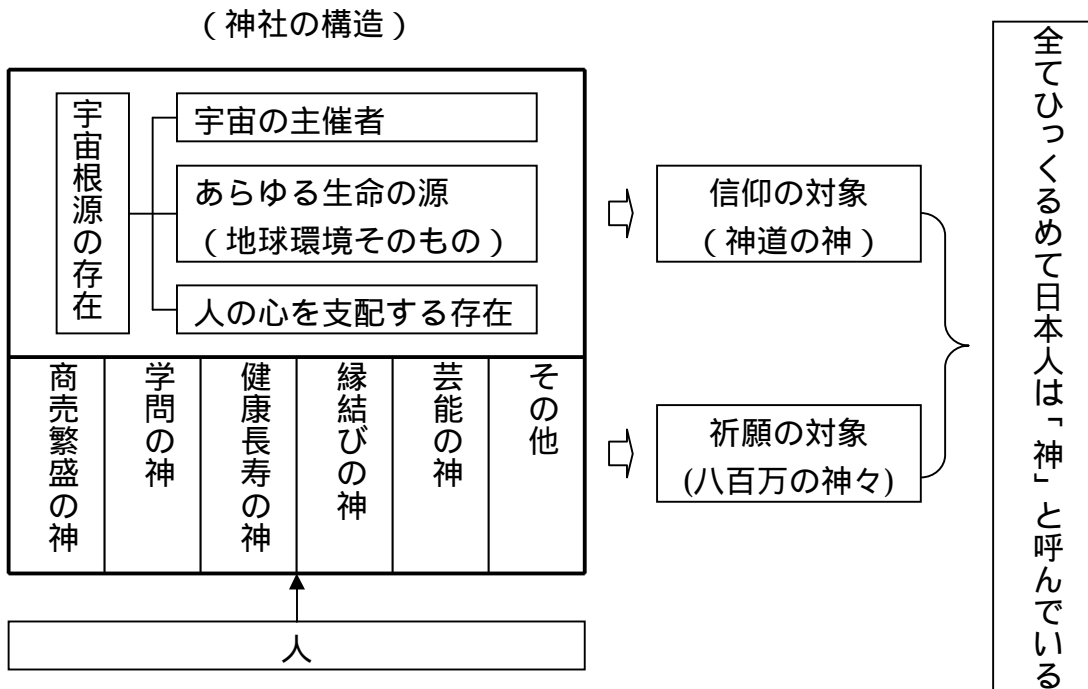 （神社の構造）
宇宙根源の存在
宇宙の主催者
あらゆる生命の源
（地球環境そのもの）
人の心を支配する存在
商売繁盛の神
学問の神
健康長寿の神
縁結びの神
芸能の神
その他
人
信仰の対象
（神道の神）
祈願の対象
(八百万の神々)
全てひっくるめて日本人は「神」と呼んでいる